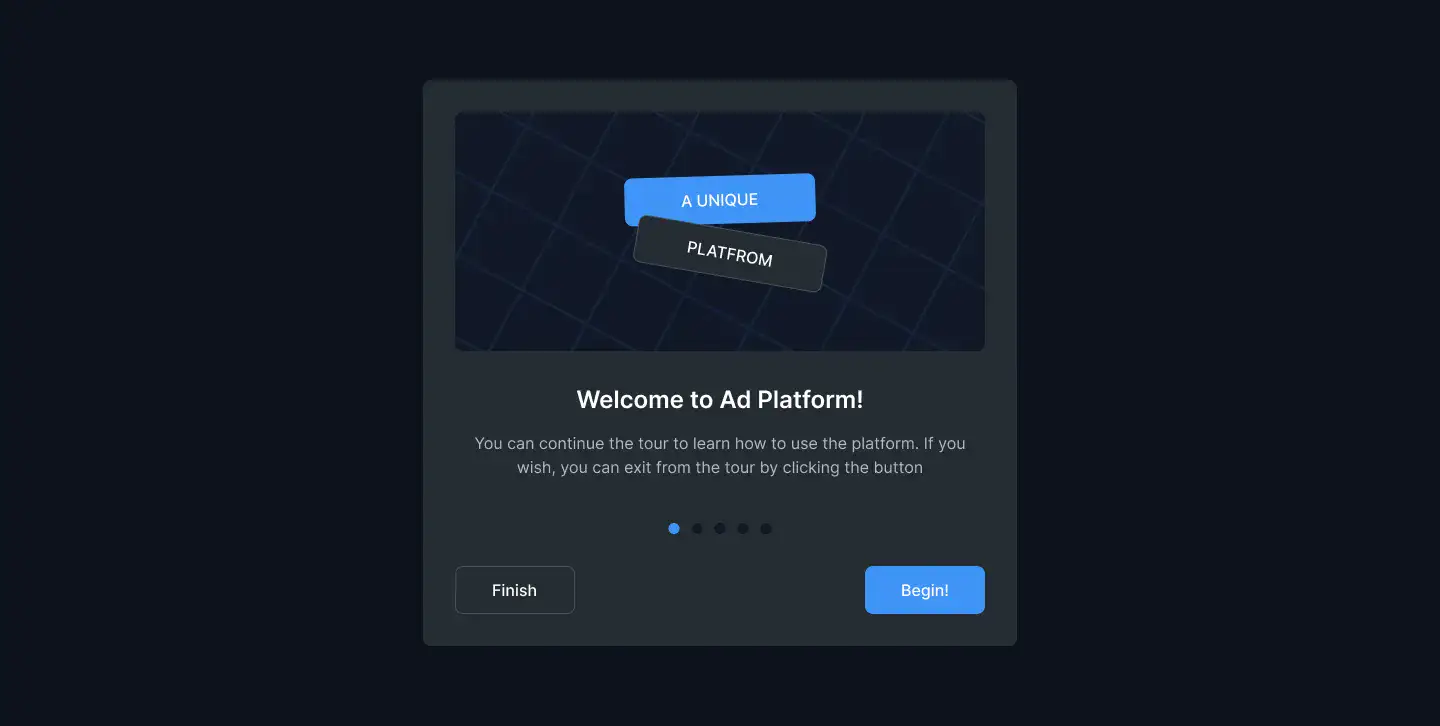 A UNIQUE
PLATFROM
Welcome to Ad Platform!
You can continue the tour to learn how to use the platform. If you
wish, you can exit from the tour by clicking the button
Finish
Begin!